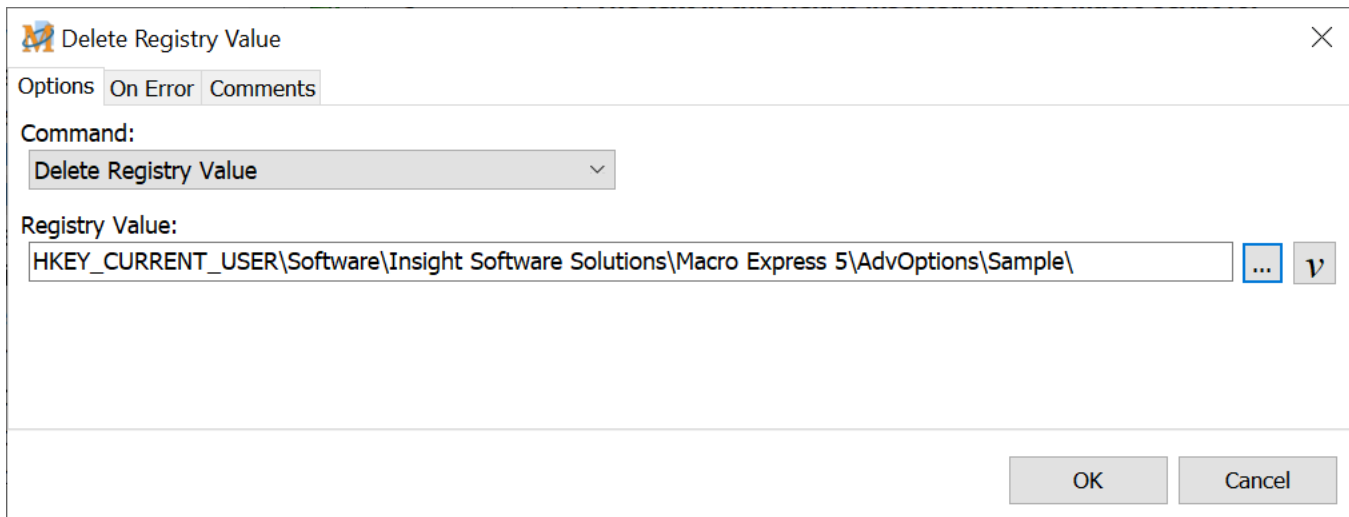 Delete Registry Value
Options On Error Comments
Command:
Delete Registry Value
Registry Value:
HKEY_CURRENT_USER\Software\Insight Software Solutions\Macro Express 5\AdvOptions\Sample\ ... v
OK Cancel